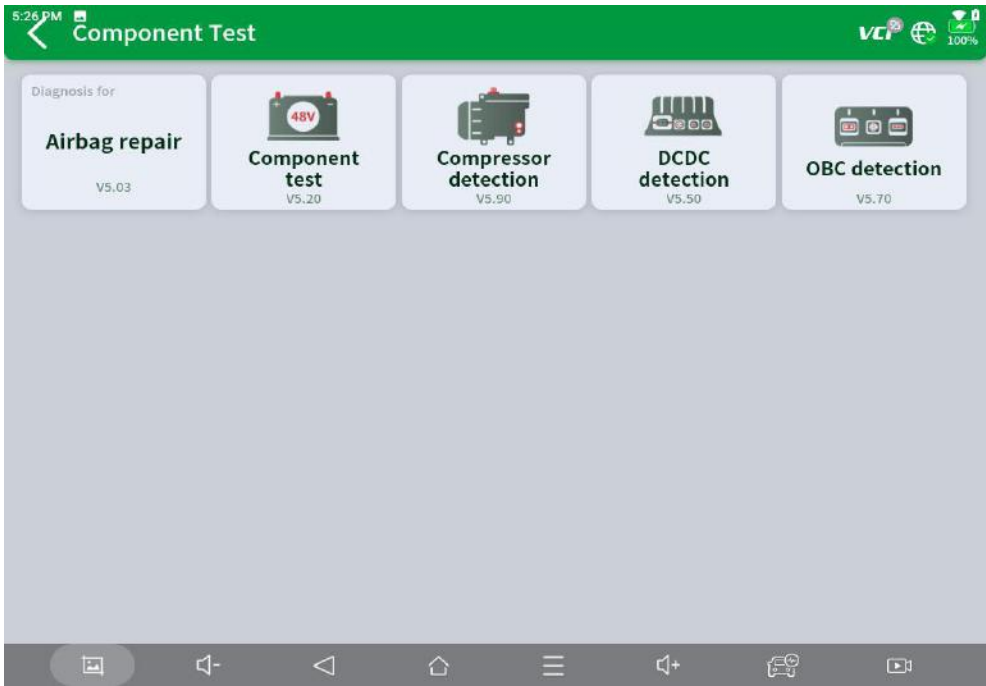 5:26 PM
Component Test
VCI
100%
Diagnosis for
Airbag repair
V5.03
48V
Component
test
V5.20
Compressor
detection
V5.90
DCDC
detection
V5.50
OBC detection
V5.70